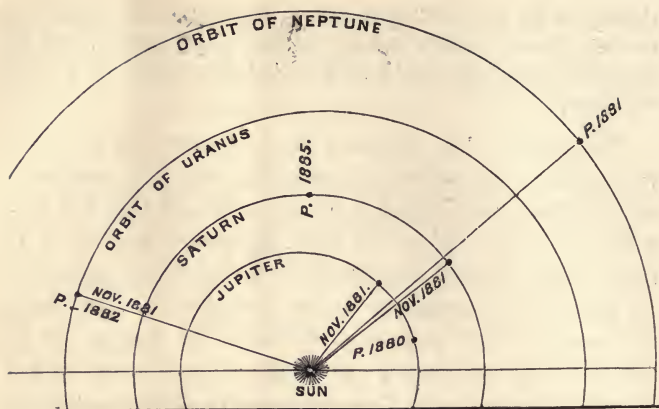 ORBIT OF NEPTUNE
P. 1881
ORBIT OF URANUS
P. 1885.
SATURN
JUPITER
NOV. 1881
P. – 1882
NOV. 1881.
NOV. 1881
P. 1880
SUN